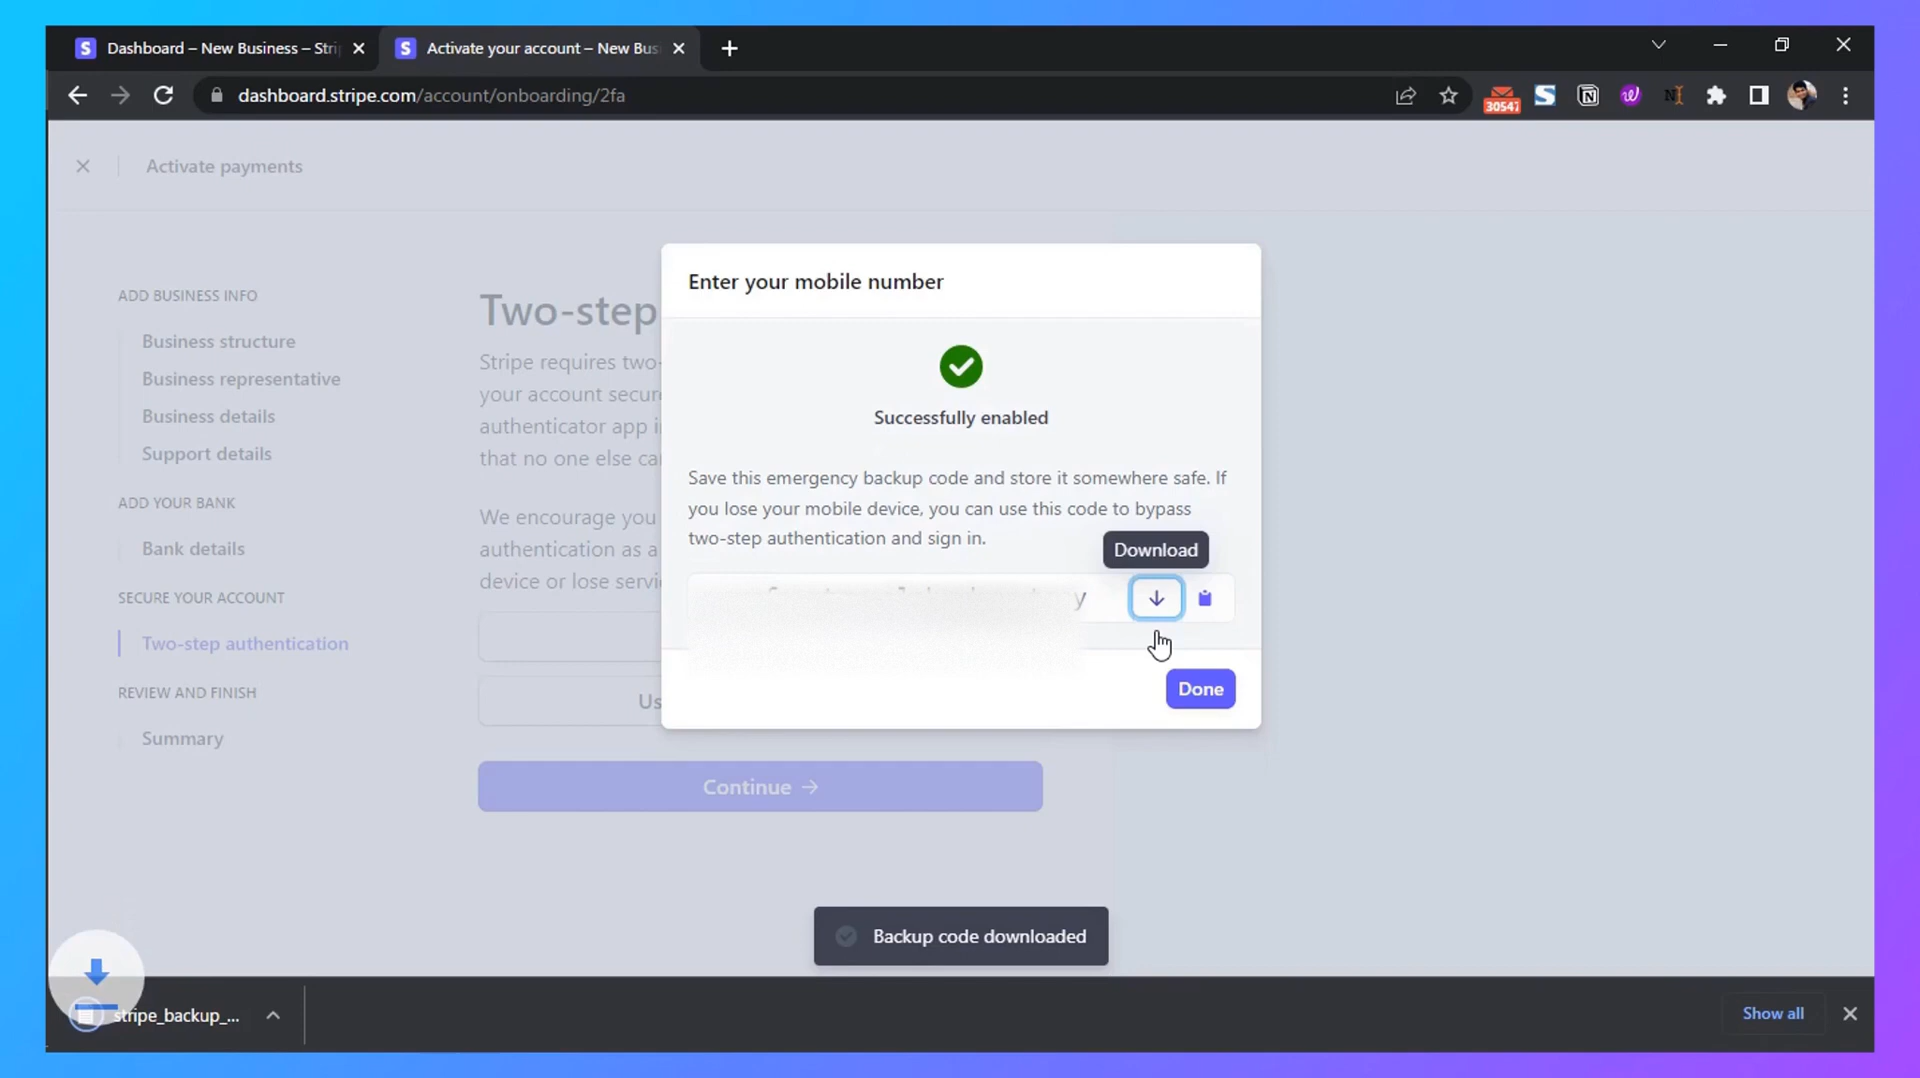 Dashboard – New Business – Stri
Activate your account – New Busi
dashboard.stripe.com/account/onboarding/2fa
30547
Activate payments
ADD BUSINESS INFO
Business structure
Business representative
Business details
Support details
ADD YOUR BANK
Bank details
SECURE YOUR ACCOUNT
Two-step authentication
REVIEW AND FINISH
Summary
Two-step
Stripe requires two-
your account secure
authenticator app i
that no one else ca
We encourage you
authentication as a
device or lose servi
Us
Continue →
Enter your mobile number
Successfully enabled
Save this emergency backup code and store it somewhere safe. If
you lose your mobile device, you can use this code to bypass
two-step authentication and sign in.
Download
Done
Backup code downloaded
stripe_backup_...
Show all